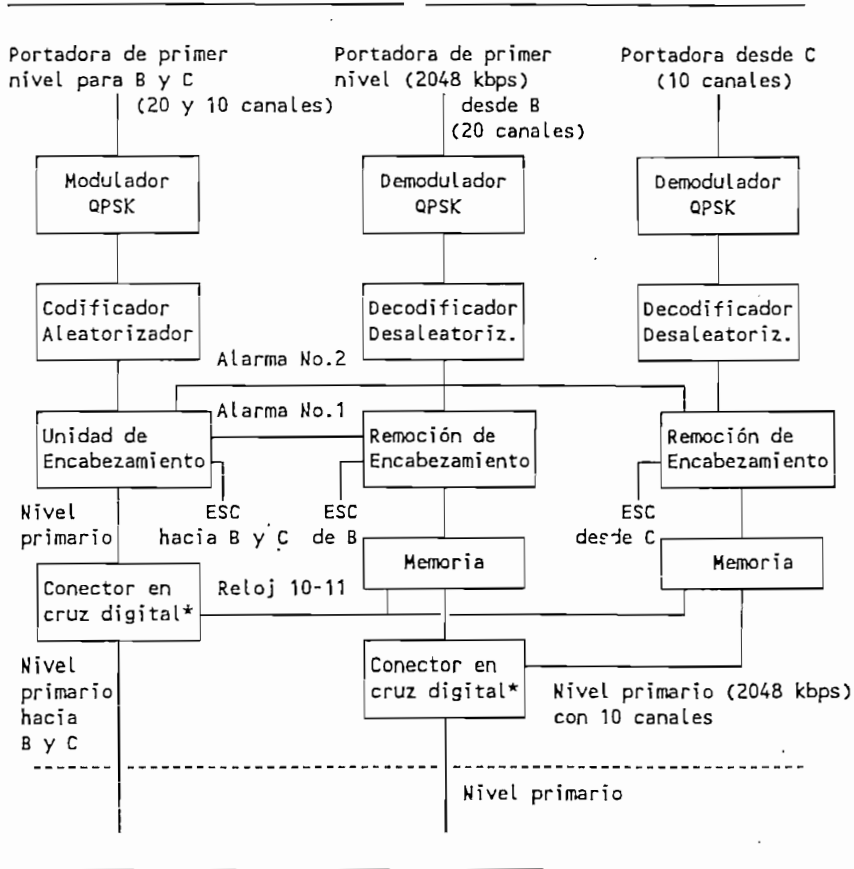 Portadora de primer
nivel para B y C
(20 y 10 canales)
Portadora de primer
nivel (2048 kbps)
desde B
(20 canales)
Portadora desde C
(10 canales)
Modulador
QPSK
Demodulador
QPSK
Demodulador
QPSK
Codificador
Aleatorizador
Decodificador
Desaleatoriz.
Decodificador
Desaleatoriz.
Alarma No.2
Alarma No.1
Unidad de
Encabezamiento
Remoción de
Encabezamiento
Remoción de
Encabezamiento
Nivel
primario
ESC
hacia B y C
ESC
de B
ESC
desde C
Memoria
Memoria
Conector en
cruz digital*
Reloj 10-11
Nivel
primario
hacia
B y C
Conector en
cruz digital*
Nivel primario (2048 kbps)
con 10 canales
Nivel primario